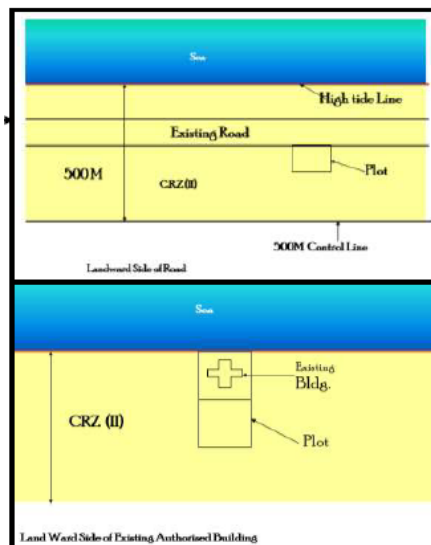 Sea
High tide Line
Existing Road
500M
CRZ(II)
Plot
500M Control Line
Landward Side of Road
Sea
Existing
Bldg.
CRZ (II)
Plot
Land Ward Side of Existing Authorised Building